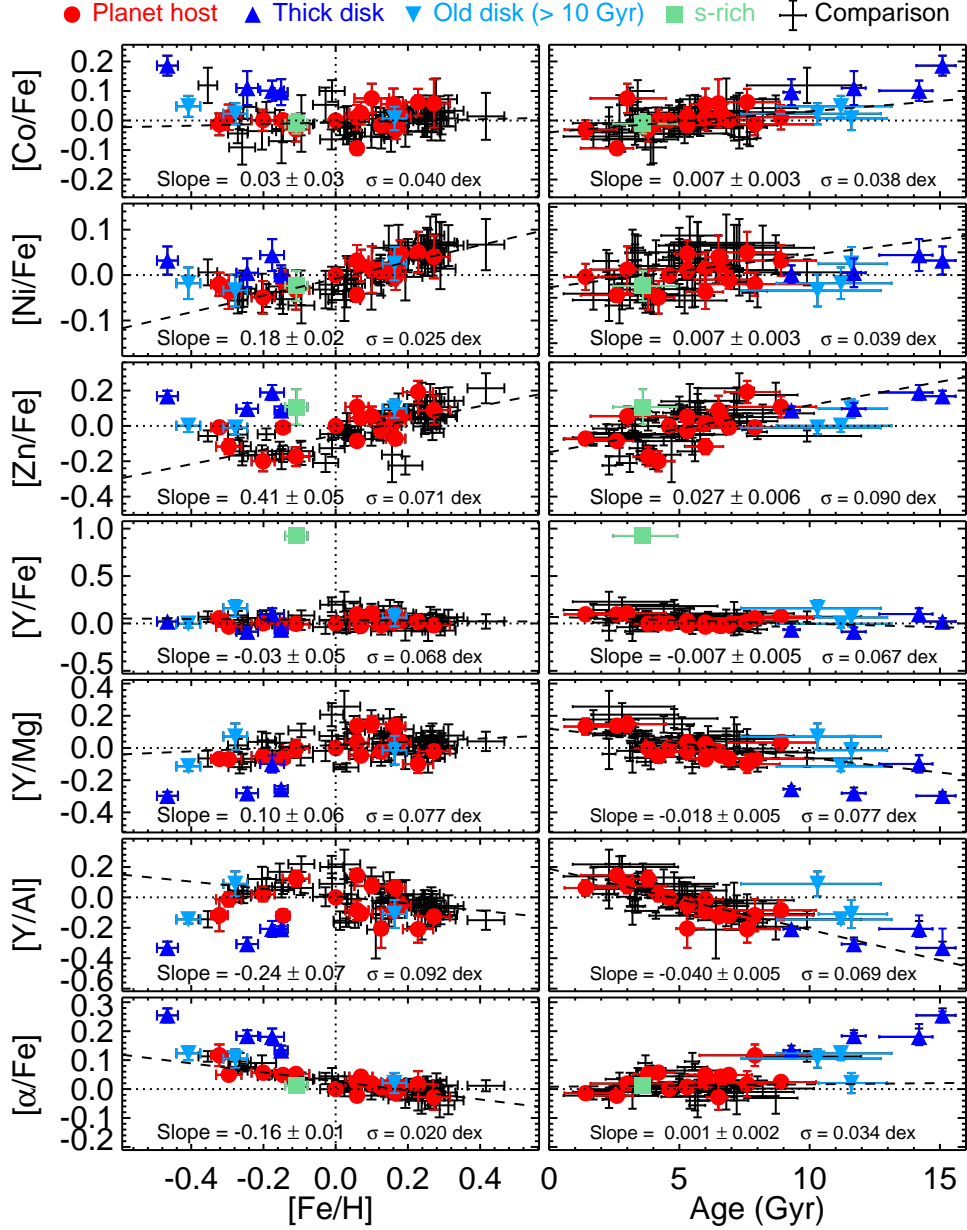 Planet host Thick disk Old disk (> 10 Gyr) s-rich Comparison
[Co/Fe] 0.2 0.1 0.0 -0.1 -0.2
Slope = 0.03 ± 0.03 σ = 0.040 dex
Slope = 0.007 ± 0.003 σ = 0.038 dex
[Ni/Fe] 0.1 0.0 -0.1
Slope = 0.18 ± 0.02 σ = 0.025 dex
Slope = 0.007 ± 0.003 σ = 0.039 dex
[Zn/Fe] 0.2 0.0 -0.2 -0.4
Slope = 0.41 ± 0.05 σ = 0.071 dex
Slope = 0.027 ± 0.006 σ = 0.090 dex
[Y/Fe] 1.0 0.5 0.0 -0.5
Slope = -0.03 ± 0.05 σ = 0.068 dex
Slope = -0.007 ± 0.005 σ = 0.067 dex
[Y/Mg] 0.4 0.2 0.0 -0.2 -0.4
Slope = 0.10 ± 0.06 σ = 0.077 dex
Slope = -0.018 ± 0.005 σ = 0.077 dex
[Y/Al] 0.2 0.0 -0.2 -0.4 -0.6
Slope = -0.24 ± 0.07 σ = 0.092 dex
Slope = -0.040 ± 0.005 σ = 0.069 dex
[α/Fe] 0.3 0.2 0.1 0.0 -0.1 -0.2
Slope = -0.16 ± 0.01 σ = 0.020 dex
Slope = 0.001 ± 0.002 σ = 0.034 dex
-0.4 -0.2 0.0 0.2 0.4 0 5 10 15
[Fe/H] Age (Gyr)